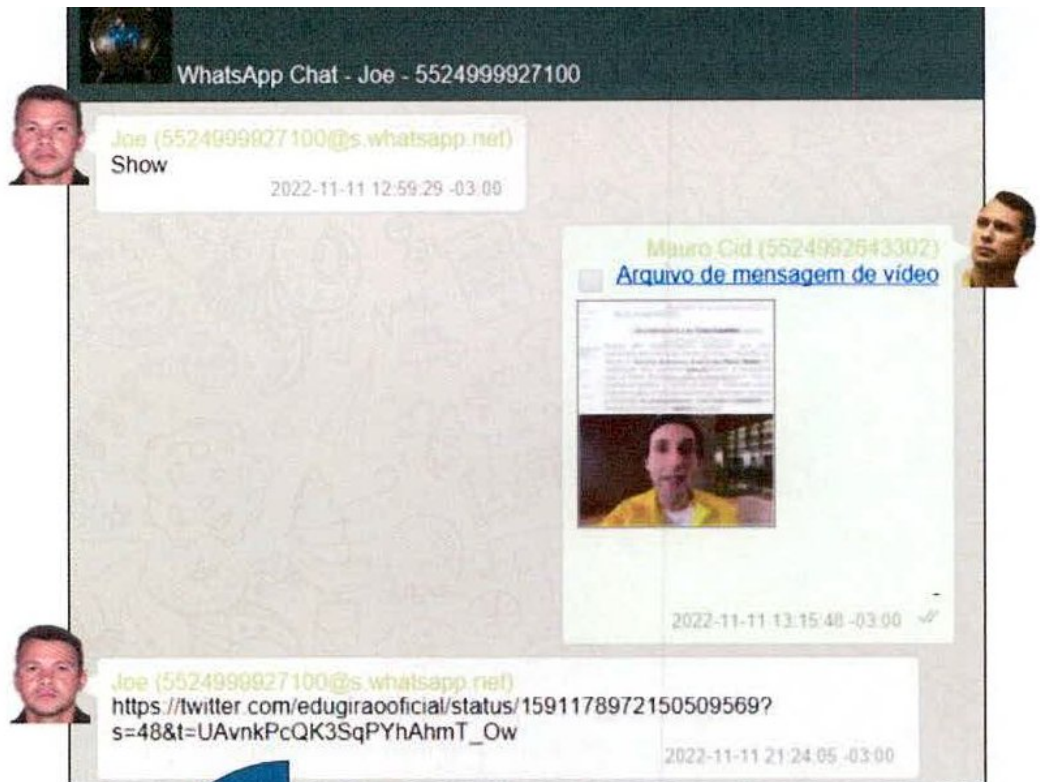 WhatsApp Chat - Joe - 5524999927100
Joe (5524999927100@s.whatsapp.net)
Show
2022-11-11 12:59:29 -03:00
Mauro Cid (5524992643302)
Arquivo de mensagem de vídeo
2022-11-11 13:15:48 -03:00
Joe (5524999927100@s.whatsapp.net)
https://twitter.com/edugiraooficial/status/1591178972150509569?
s=48&t=UAvnkPcQK3SqPYhAhmT_Ow
2022-11-11 21:24:05 -03:00